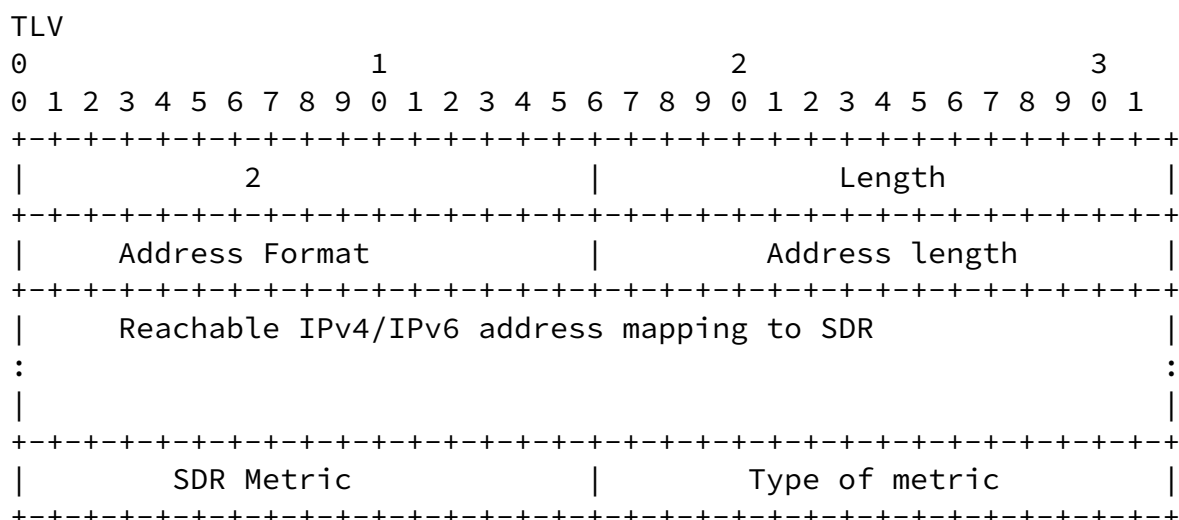 TLV
0                   1                   2                   3
0 1 2 3 4 5 6 7 8 9 0 1 2 3 4 5 6 7 8 9 0 1 2 3 4 5 6 7 8 9 0 1
+-+-+-+-+-+-+-+-+-+-+-+-+-+-+-+-+-+-+-+-+-+-+-+-+-+-+-+-+-+-+-+-+
|            2                  |             Length            |
+-+-+-+-+-+-+-+-+-+-+-+-+-+-+-+-+-+-+-+-+-+-+-+-+-+-+-+-+-+-+-+-+
|     Address Format            |         Address length        |
+-+-+-+-+-+-+-+-+-+-+-+-+-+-+-+-+-+-+-+-+-+-+-+-+-+-+-+-+-+-+-+-+
|     Reachable IPv4/IPv6 address mapping to SDR                |
:                                                               :
|                                                               |
+-+-+-+-+-+-+-+-+-+-+-+-+-+-+-+-+-+-+-+-+-+-+-+-+-+-+-+-+-+-+-+-+
|        SDR Metric             |        Type of metric         |
+-+-+-+-+-+-+-+-+-+-+-+-+-+-+-+-+-+-+-+-+-+-+-+-+-+-+-+-+-+-+-+-+